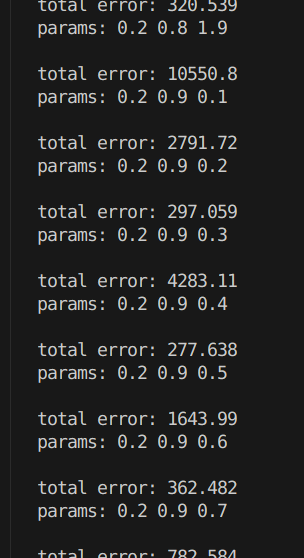 total error: 320.539
params: 0.2 0.8 1.9
total error: 10550.8
params: 0.2 0.9 0.1
total error: 2791.72
params: 0.2 0.9 0.2
total error: 297.059
params: 0.2 0.9 0.3
total error: 4283.11
params: 0.2 0.9 0.4
total error: 277.638
params: 0.2 0.9 0.5
total error: 1643.99
params: 0.2 0.9 0.6
total error: 362.482
params: 0.2 0.9 0.7
total error: 782.584